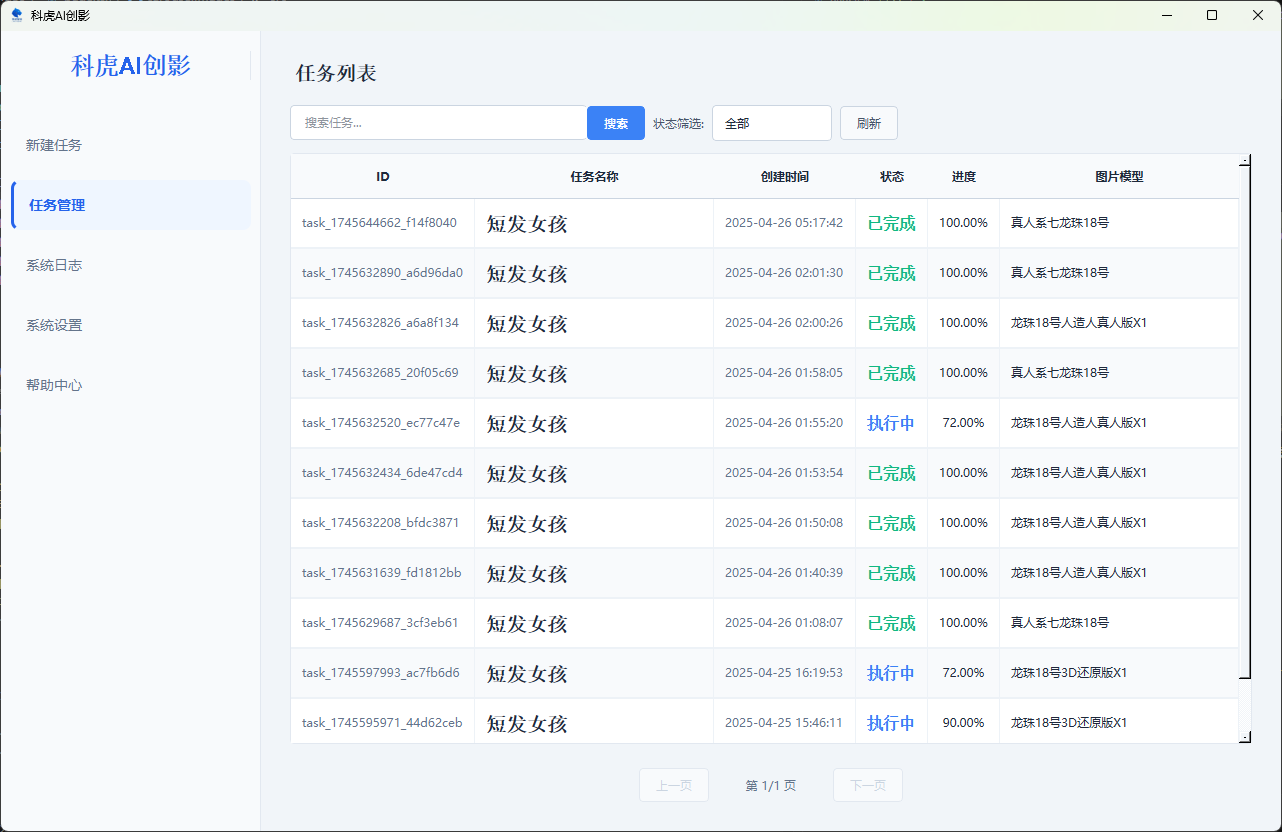 科虎AI创影
科虎AI创影
新建任务
任务管理
系统日志
系统设置
帮助中心
任务列表
搜索任务... 搜索 状态筛选: 全部 刷新
ID 任务名称 创建时间 状态 进度 图片模型
task_1745644662_f14f8040 短发女孩 2025-04-26 05:17:42 已完成 100.00% 真人系七龙珠18号
task_1745632890_a6d96da0 短发女孩 2025-04-26 02:01:30 已完成 100.00% 真人系七龙珠18号
task_1745632826_a6a8f134 短发女孩 2025-04-26 02:00:26 已完成 100.00% 龙珠18号人造人真人版X1
task_1745632685_20f05c69 短发女孩 2025-04-26 01:58:05 已完成 100.00% 真人系七龙珠18号
task_1745632520_ec77c47e 短发女孩 2025-04-26 01:55:20 执行中 72.00% 龙珠18号人造人真人版X1
task_1745632434_6de47cd4 短发女孩 2025-04-26 01:53:54 已完成 100.00% 龙珠18号人造人真人版X1
task_1745632208_bfdc3871 短发女孩 2025-04-26 01:50:08 已完成 100.00% 龙珠18号人造人真人版X1
task_1745631639_fd1812bb 短发女孩 2025-04-26 01:40:39 已完成 100.00% 龙珠18号人造人真人版X1
task_1745629687_3cf3eb61 短发女孩 2025-04-26 01:08:07 已完成 100.00% 真人系七龙珠18号
task_1745597993_ac7fb6d6 短发女孩 2025-04-25 16:19:53 执行中 72.00% 龙珠18号3D还原版X1
task_1745595971_44d62ceb 短发女孩 2025-04-25 15:46:11 执行中 90.00% 龙珠18号3D还原版X1
上一页 第 1/1 页 下一页